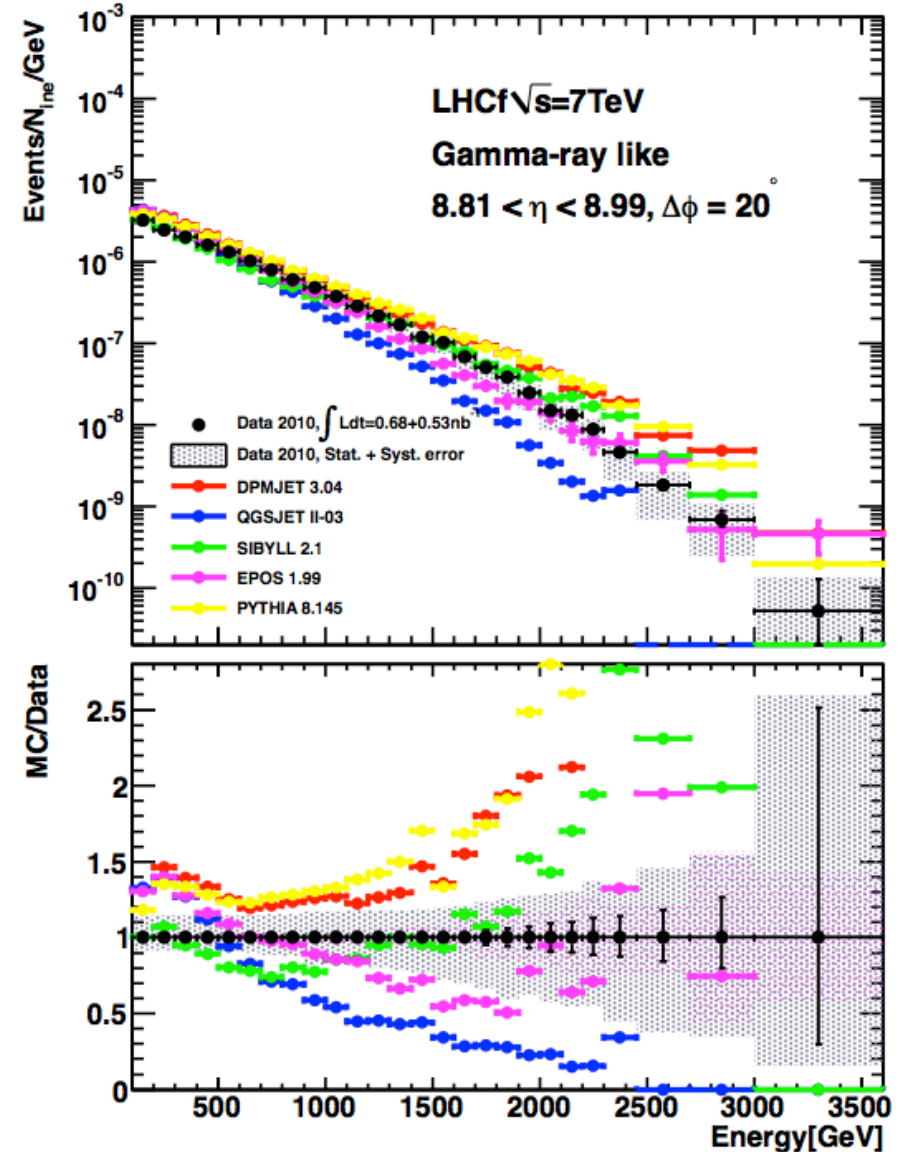 Events/N_ine/GeV
10^-3
10^-4
10^-5
10^-6
10^-7
10^-8
10^-9
10^-10
LHCf √s=7TeV
Gamma-ray like
8.81 < η < 8.99, Δϕ = 20°
Data 2010, ∫ Ldt=0.68+0.53nb
Data 2010, Stat. + Syst. error
DPMJET 3.04
QGSJET II-03
SIBYLL 2.1
EPOS 1.99
PYTHIA 8.145
MC/Data
2.5
2
1.5
1
0.5
0
500 1000 1500 2000 2500 3000 3500
Energy[GeV]